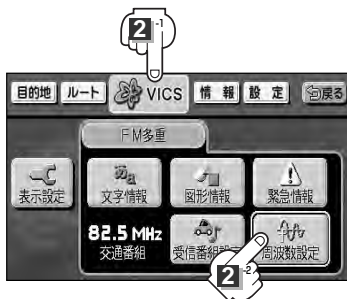 2-1
目的地 ルート VICS 情報 設定 戻る
FM多重
表示設定 文字情報 図形情報 緊急情報
82.5 MHz
交通番組 受信番組設定 周波数設定
2-2